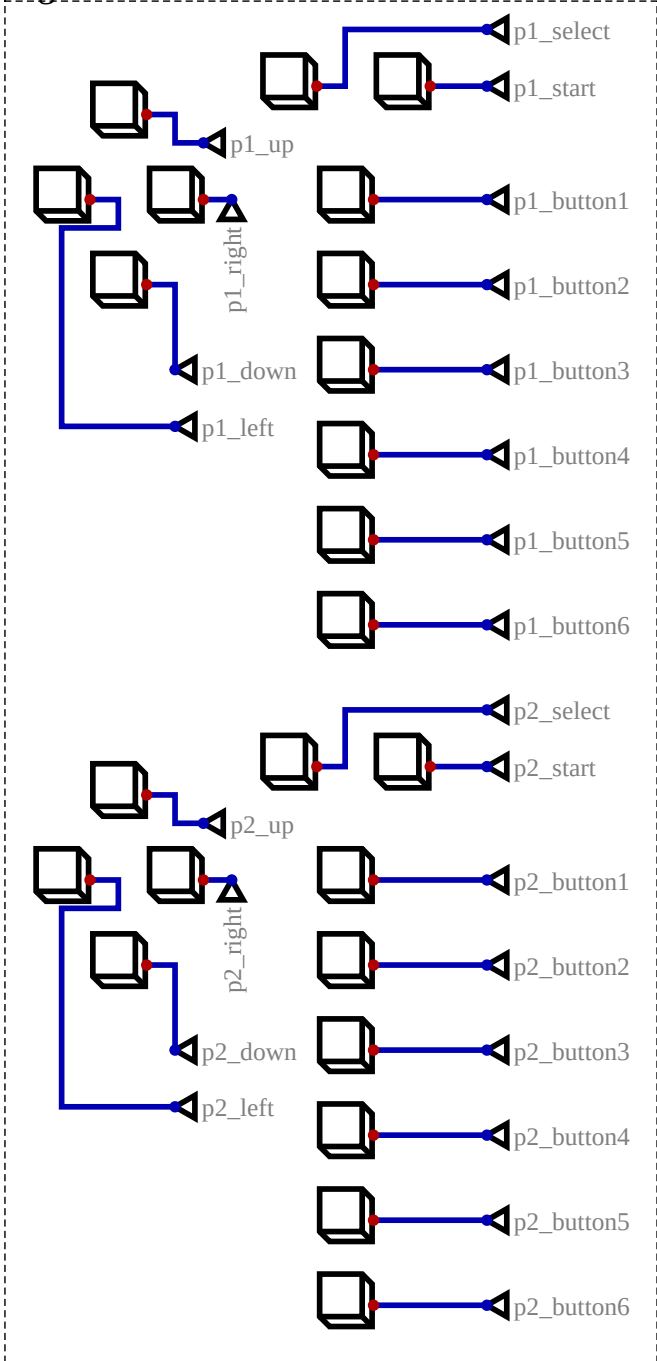 p1_select
p1_start
p1_up
p1_right
p1_button1
p1_button2
p1_down
p1_button3
p1_left
p1_button4
p1_button5
p1_button6
p2_select
p2_start
p2_up
p2_right
p2_button1
p2_button2
p2_down
p2_button3
p2_left
p2_button4
p2_button5
p2_button6